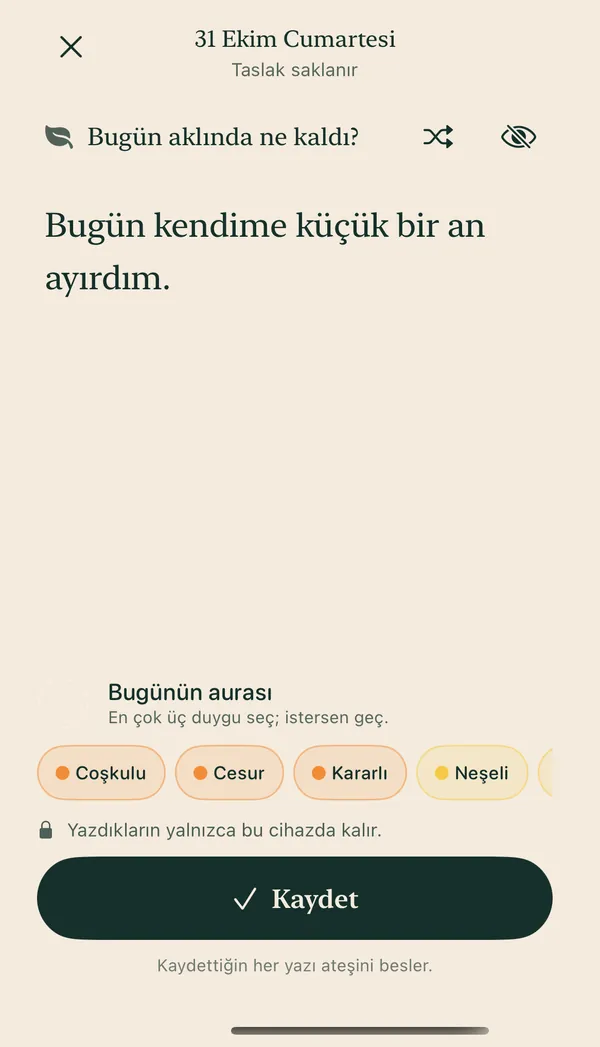 31 Ekim Cumartesi
Taslak saklanır
Bugün aklında ne kaldı?
Bugün kendime küçük bir an
ayırdım.
Bugünün aurası
En çok üç duygu seç; istersen geç.
Coşkulu Cesur Kararlı Neşeli
Yazdıkların yalnızca bu cihazda kalır.
Kaydet
Kaydettiğin her yazı ateşini besler.